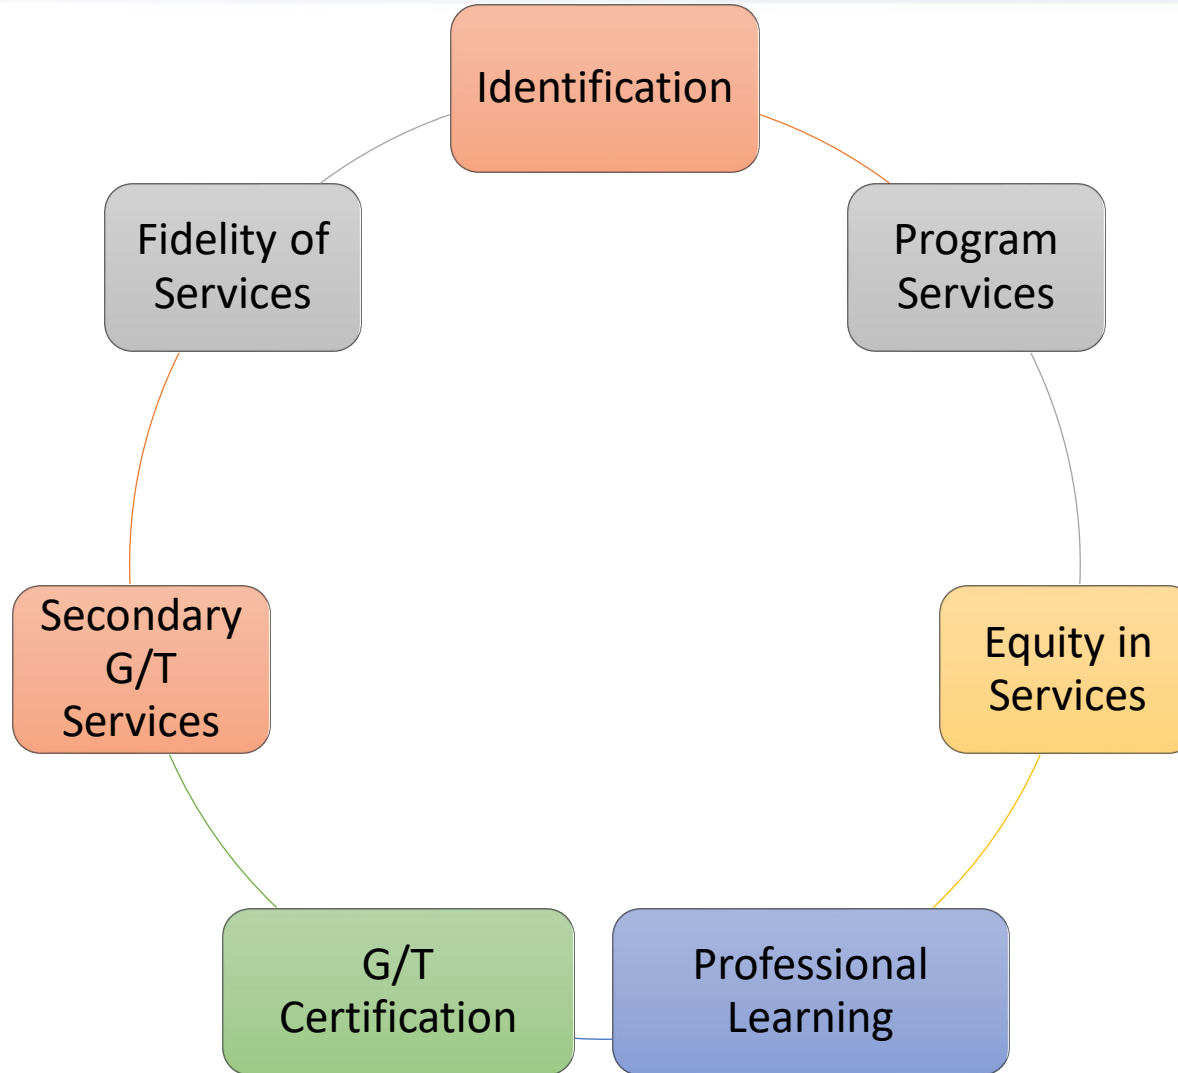 Identification
Program
Services
Equity in
Services
Professional
Learning
G/T
Certification
Secondary
G/T
Services
Fidelity of
Services